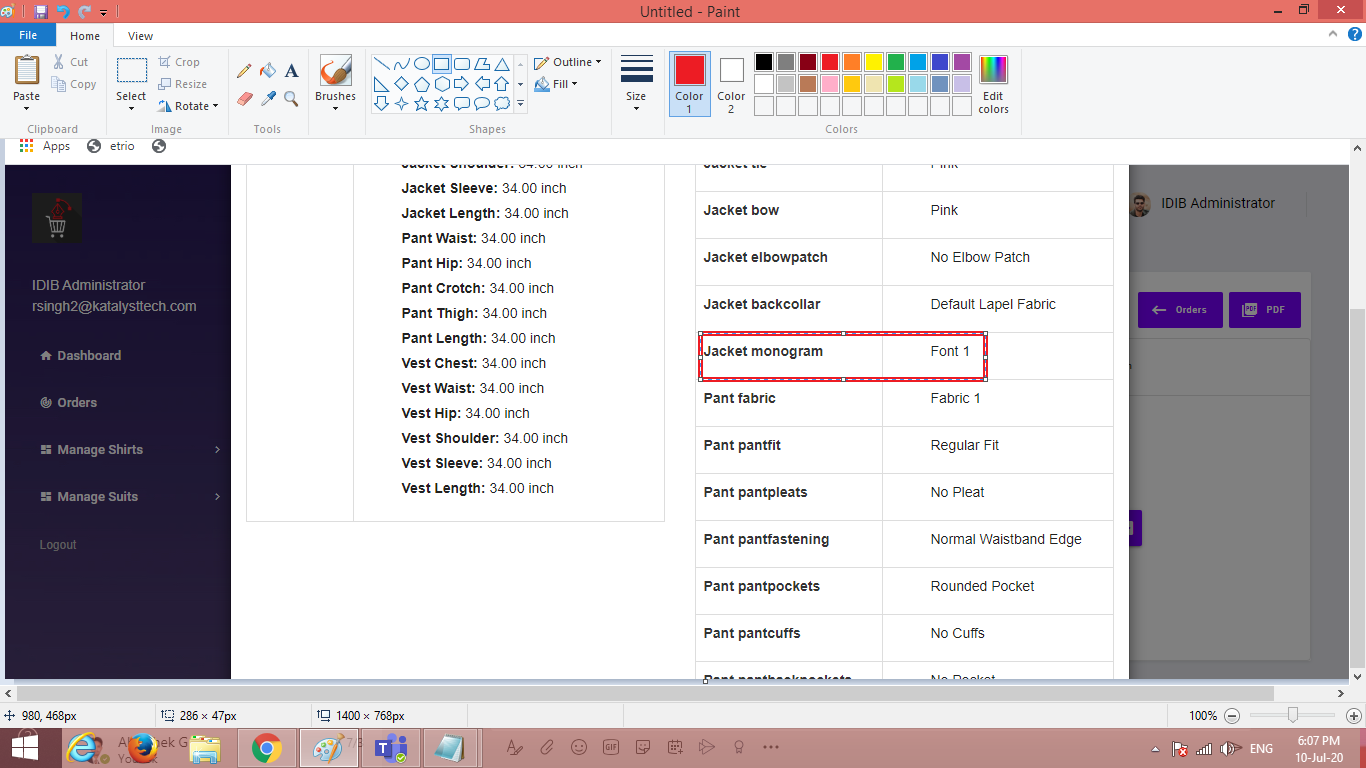 Untitled - Paint
File
Home
View
Paste
Cut
Copy
Clipboard
Select
Crop
Resize
Rotate
Image
A
Tools
Brushes
Shapes
Outline
Fill
Size
Color 1
Color 2
Colors
Edit colors
Apps
etrio
IDIB Administrator
rsingh2@katalysttech.com
Dashboard
Orders
Manage Shirts
Manage Suits
Logout
Jacket Shoulder: 34.00 inch
Jacket Sleeve: 34.00 inch
Jacket Length: 34.00 inch
Pant Waist: 34.00 inch
Pant Hip: 34.00 inch
Pant Crotch: 34.00 inch
Pant Thigh: 34.00 inch
Pant Length: 34.00 inch
Vest Chest: 34.00 inch
Vest Waist: 34.00 inch
Vest Hip: 34.00 inch
Vest Shoulder: 34.00 inch
Vest Sleeve: 34.00 inch
Vest Length: 34.00 inch
Jacket tie Pink
Jacket bow Pink
Jacket elbowpatch No Elbow Patch
Jacket backcollar Default Lapel Fabric
Jacket monogram Font 1
Pant fabric Fabric 1
Pant pantfit Regular Fit
Pant pantpleats No Pleat
Pant pantfastening Normal Waistband Edge
Pant pantpockets Rounded Pocket
Pant pantcuffs No Cuffs
Pant pantbackpockets No Pocket
IDIB Administrator
Orders
PDF PDF
980, 468px
286 × 47px
1400 × 768px
100%
GIF
ENG
6:07 PM
10-Jul-20